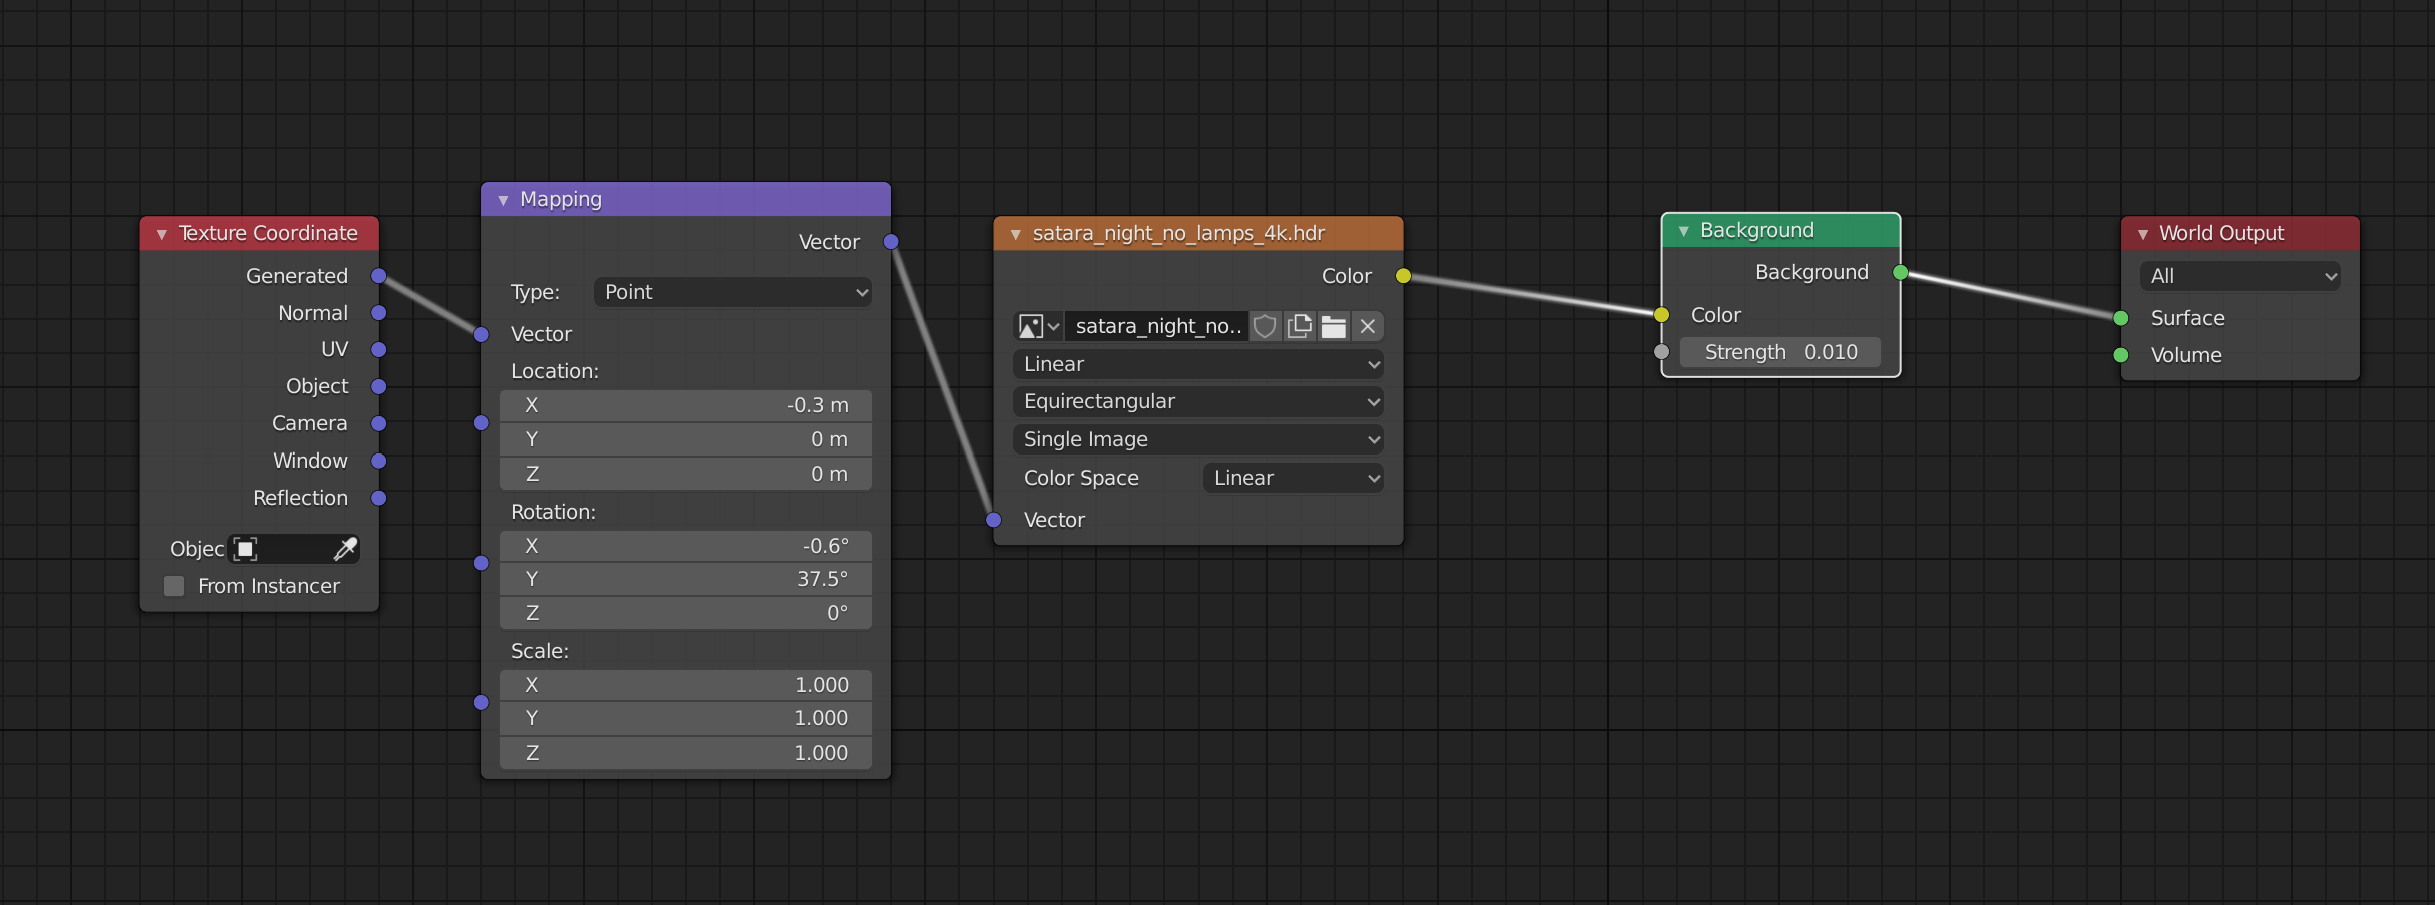 Texture Coordinate
Generated
Normal
UV
Object
Camera
Window
Reflection
Objec
From Instancer
Mapping
Vector
Type: Point
Vector
Location:
X -0.3 m
Y 0 m
Z 0 m
Rotation:
X -0.6°
Y 37.5°
Z 0°
Scale:
X 1.000
Y 1.000
Z 1.000
satara_night_no_lamps_4k.hdr
Color
satara_night_no..
Linear
Equirectangular
Single Image
Color Space Linear
Vector
Background
Background
Color
Strength 0.010
World Output
All
Surface
Volume